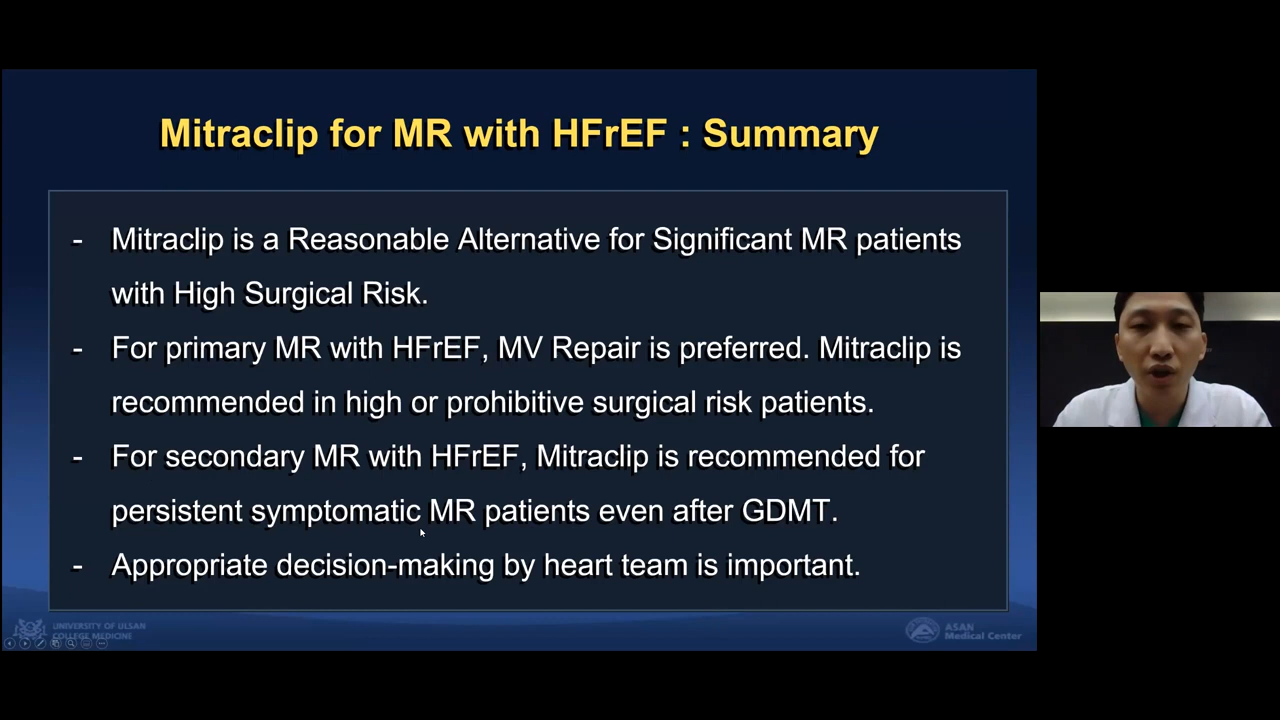 Mitraclip for MR with HFrEF : Summary
- Mitraclip is a Reasonable Alternative for Significant MR patients
with High Surgical Risk.
- For primary MR with HFrEF, MV Repair is preferred. Mitraclip is
recommended in high or prohibitive surgical risk patients.
- For secondary MR with HFrEF, Mitraclip is recommended for
persistent symptomatic MR patients even after GDMT.
- Appropriate decision-making by heart team is important.
UNIVERSITY OF ULSAN
COLLEGE MEDICINE
ASAN
Medical Center